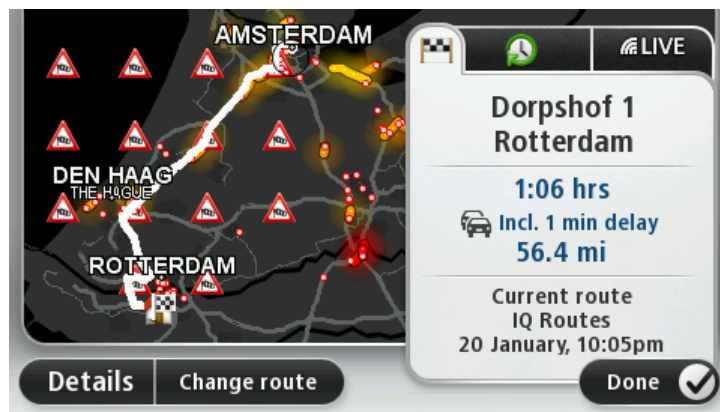 AMSTERDAM
DEN HAAG
THE HAGUE
ROTTERDAM
LIVE
Dorpshof 1
Rotterdam
1:06 hrs
Incl. 1 min delay
56.4 mi
Current route
IQ Routes
20 January, 10:05pm
Details
Change route
Done